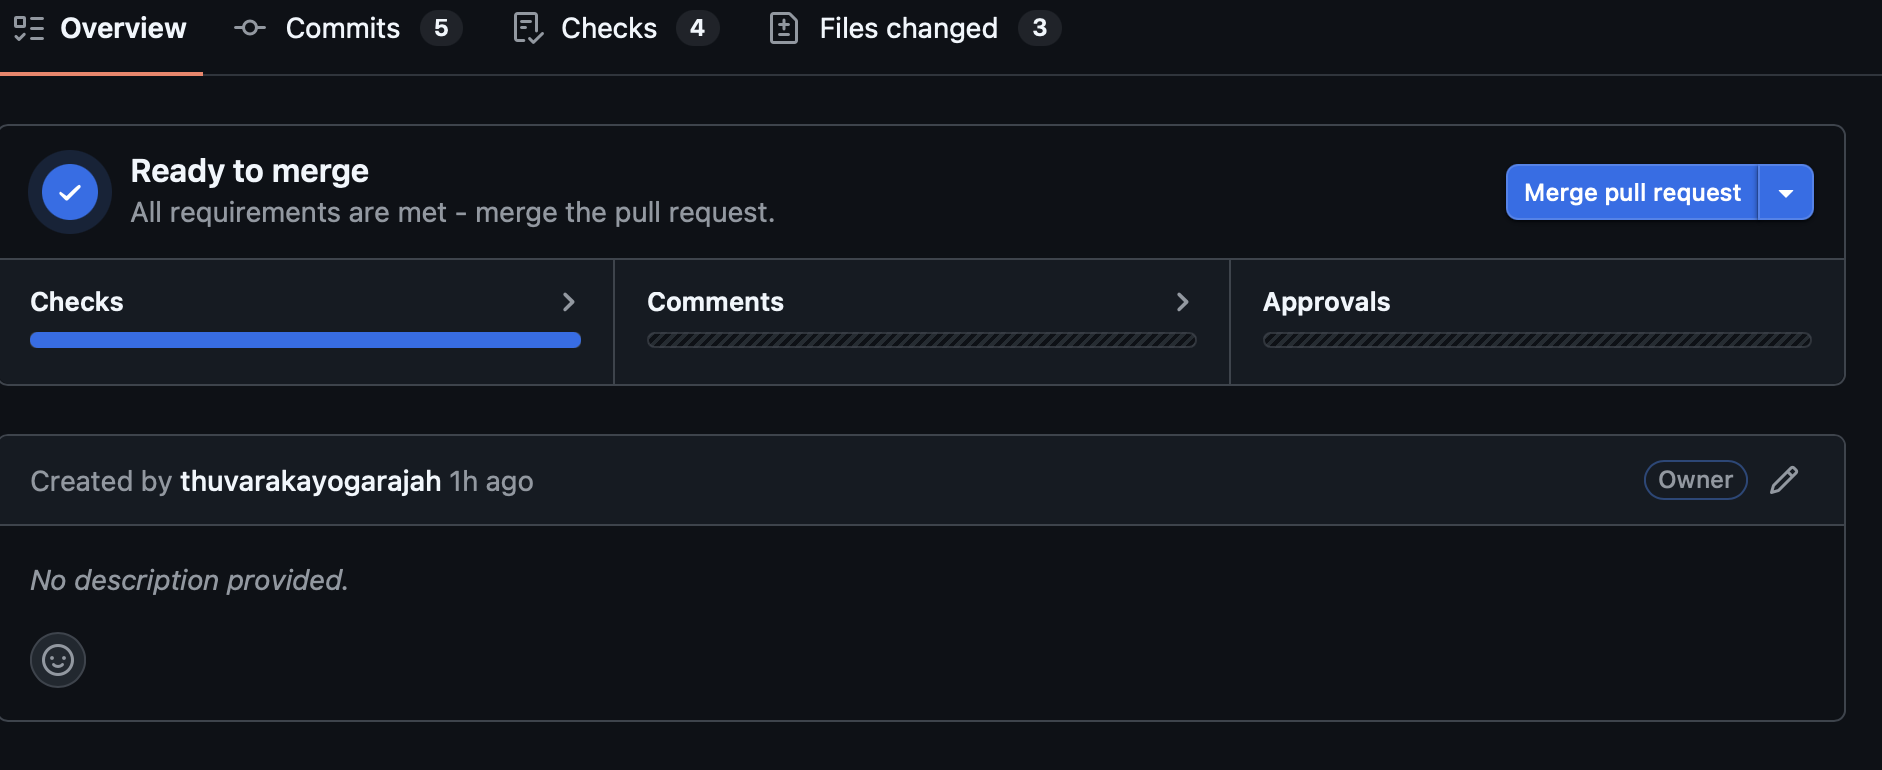 Overview Commits 5 Checks 4 Files changed 3
Ready to merge
All requirements are met - merge the pull request.
Merge pull request
Checks Comments Approvals
Created by thuvarakayogarajah 1h ago Owner
No description provided.